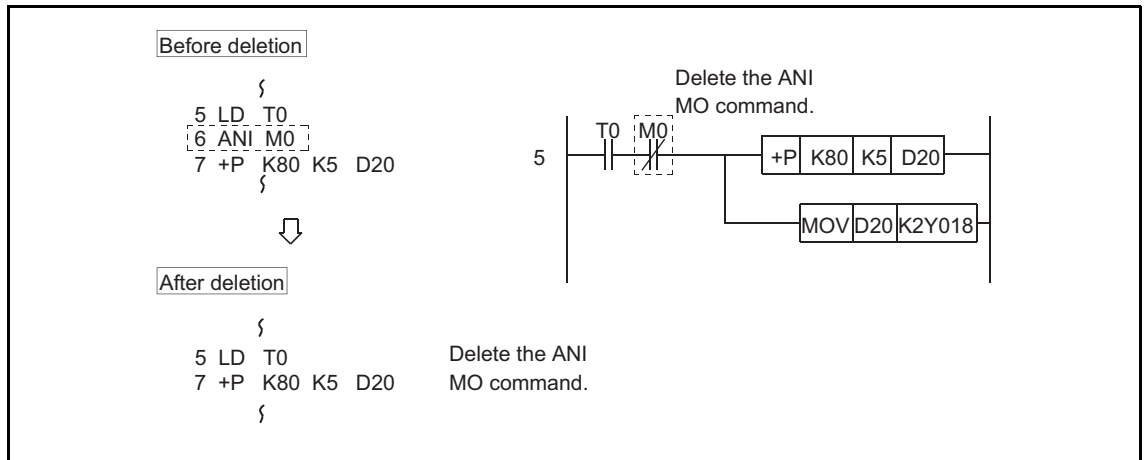 Before deletion
5 LD T0
6 ANI M0
7 +P K80 K5 D20
Delete the ANI
MO command.
T0 M0
5
+P K80 K5 D20
MOV D20 K2Y018
After deletion
5 LD T0
7 +P K80 K5 D20
Delete the ANI
MO command.